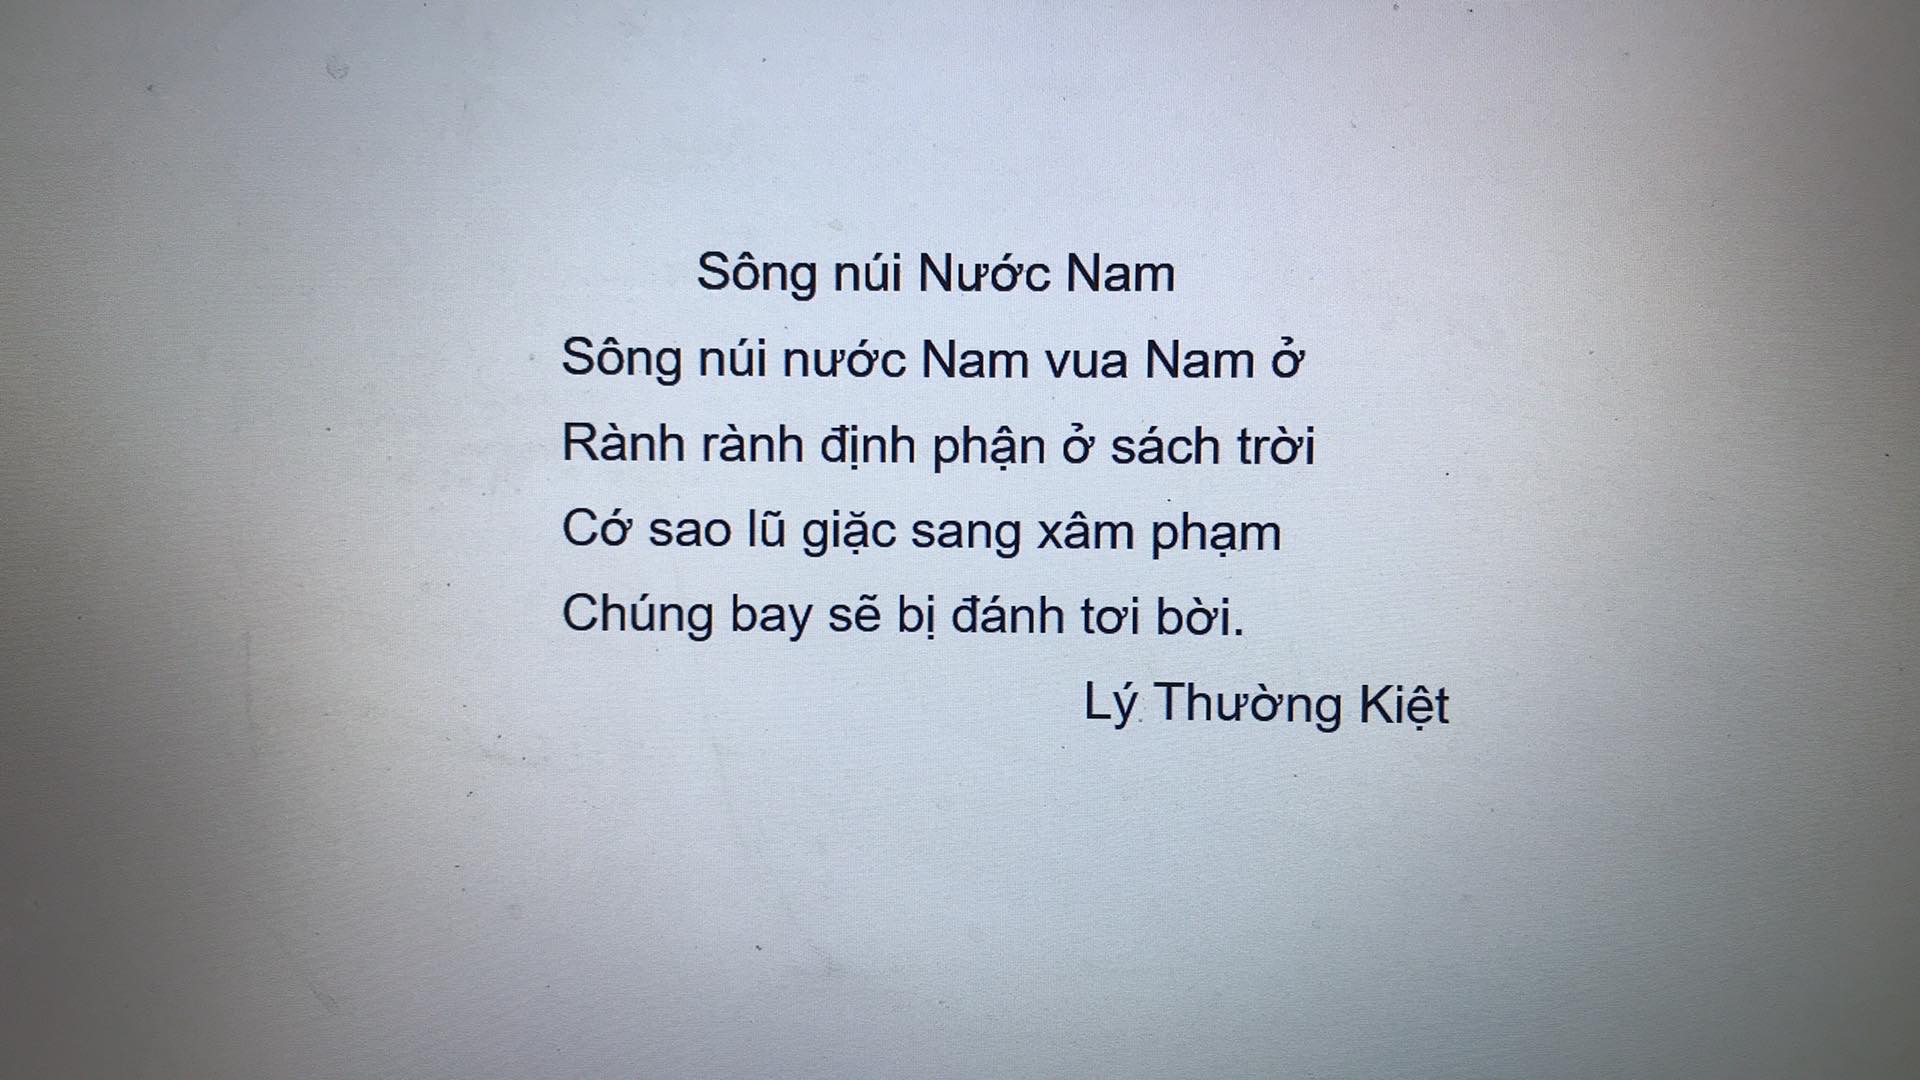 Sông núi Nước Nam
Sông núi nước Nam vua Nam ở
Rành rành định phận ở sách trời
Cớ sao lũ giặc sang xâm phạm
Chúng bay sẽ bị đánh tơi bời.
Lý Thường Kiệt